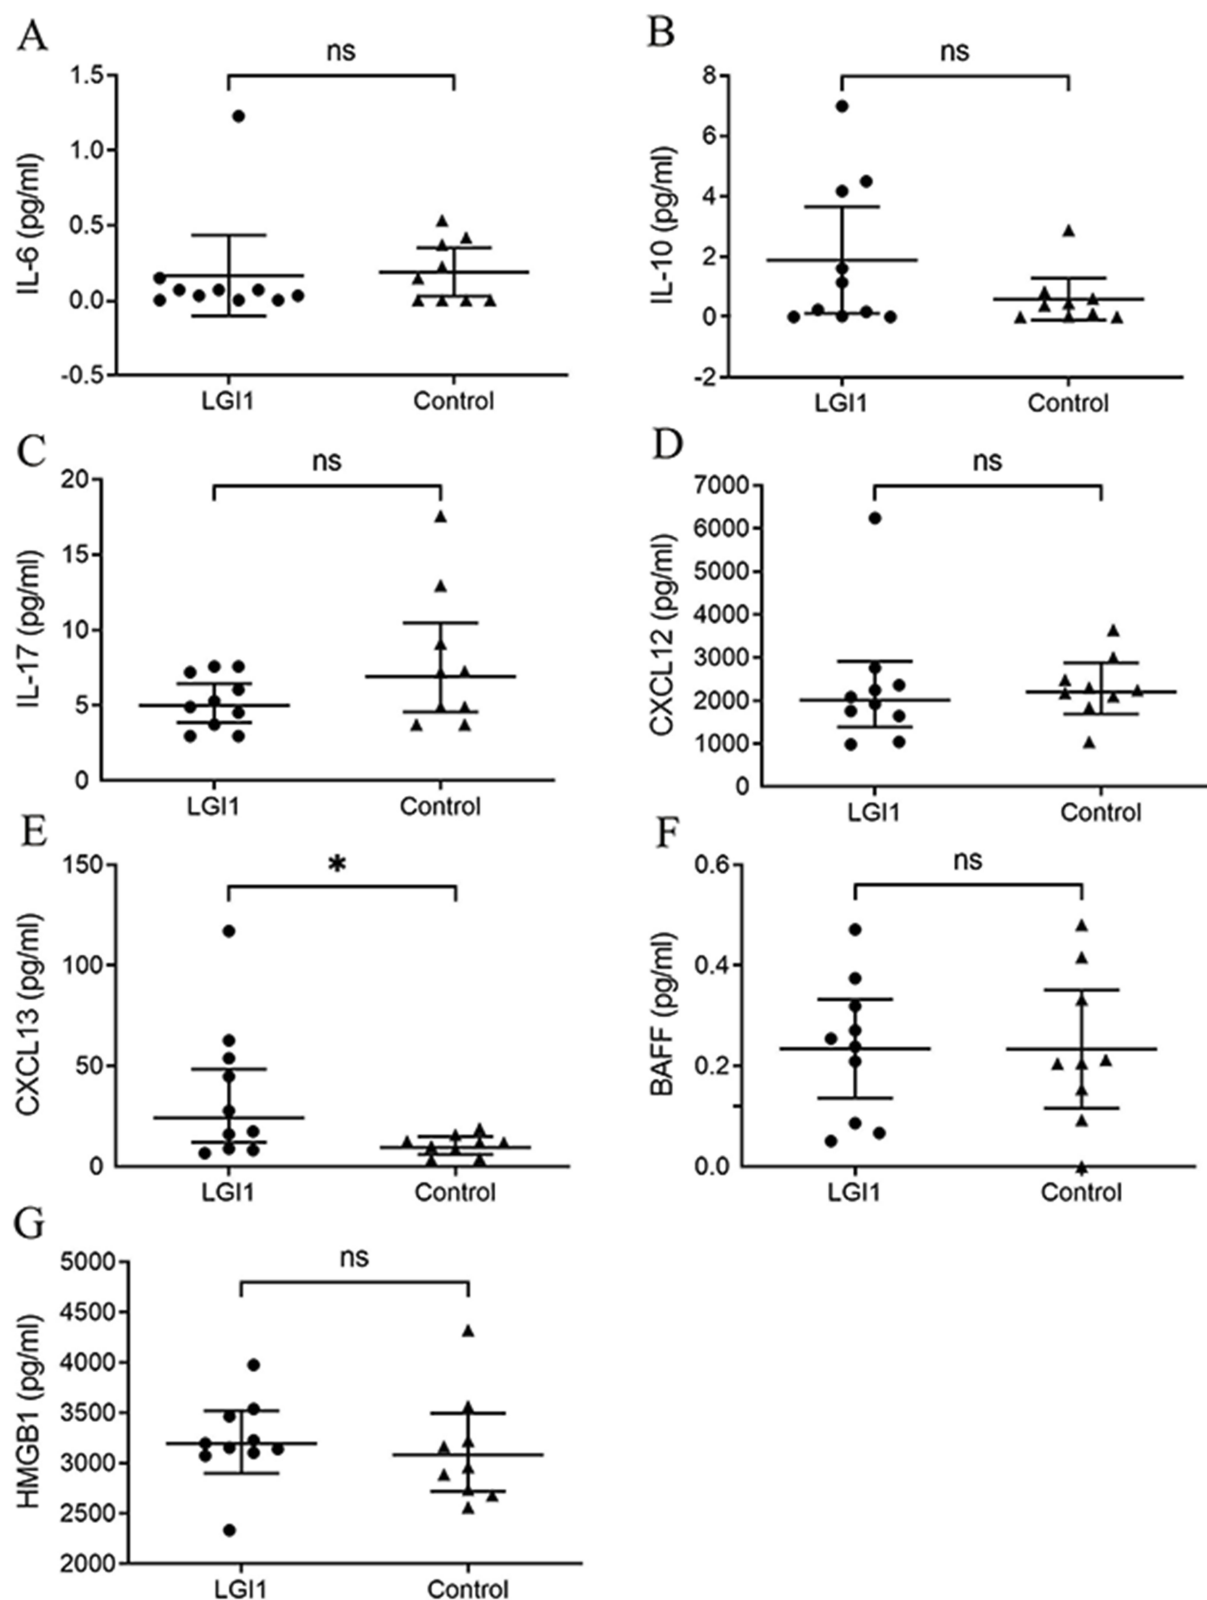 A
ns
IL-6 (pg/ml)
1.5
1.0
0.5
0.0
-0.5
LGI1
Control
B
ns
IL-10 (pg/ml)
8
6
4
2
0
-2
LGI1
Control
C
ns
IL-17 (pg/ml)
20
15
10
5
0
LGI1
Control
D
ns
CXCL12 (pg/ml)
7000
6000
5000
4000
3000
2000
1000
0
LGI1
Control
E
*
CXCL13 (pg/ml)
150
100
50
0
LGI1
Control
F
ns
BAFF (pg/ml)
0.6
0.4
0.2
0.0
LGI1
Control
G
ns
HMGB1 (pg/ml)
5000
4500
4000
3500
3000
2500
2000
LGI1
Control